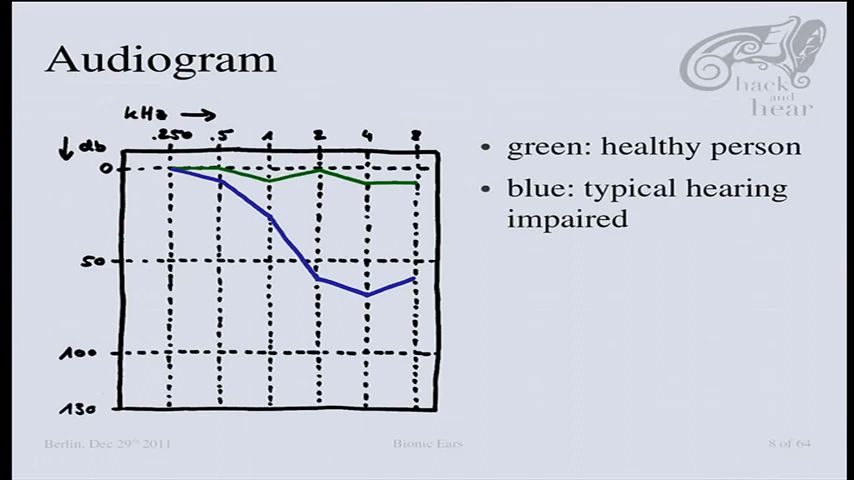 Audiogram
hack
and
hear
kHz →
.250 .5 1 2 4 8
↓ db
0
50
100
130
• green: healthy person
• blue: typical hearing
impaired
Berlin, Dec 29th 2011
Bionic Ears
8 of 64